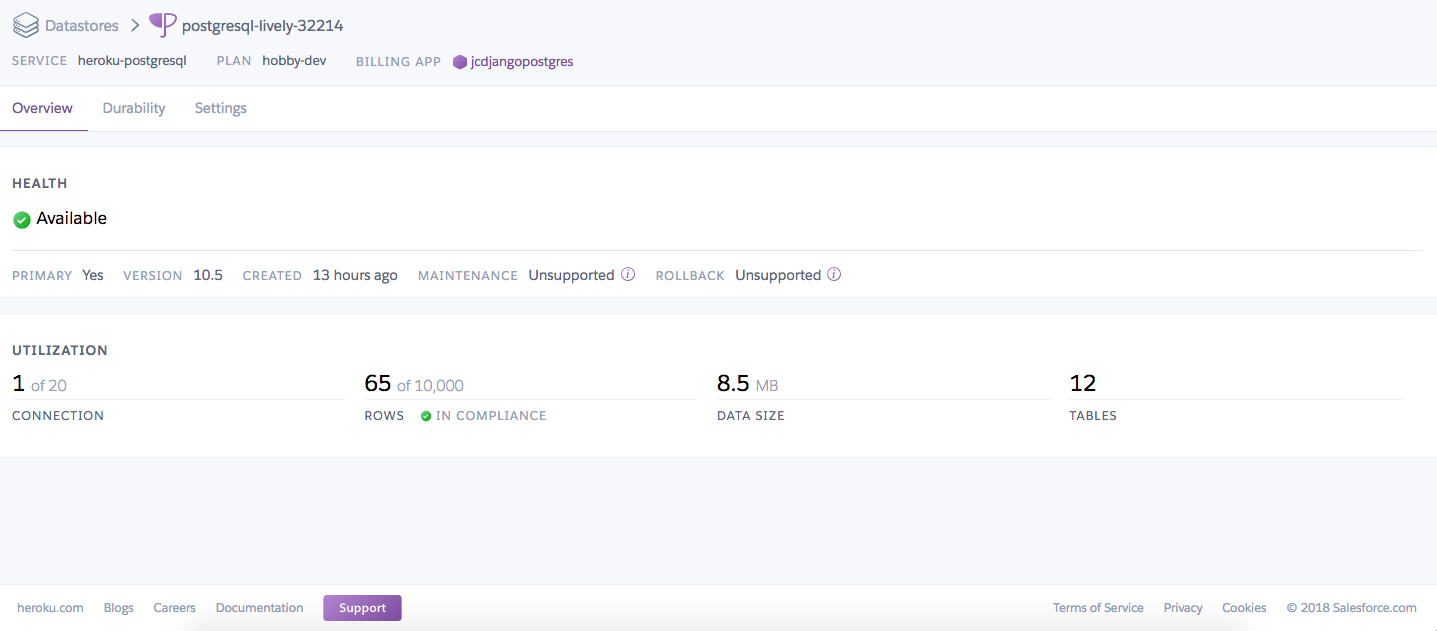 Datastores > postgresql-lively-32214
SERVICE heroku-postgresql PLAN hobby-dev BILLING APP jcdjangopostgres
Overview Durability Settings
HEALTH
Available
PRIMARY Yes VERSION 10.5 CREATED 13 hours ago MAINTENANCE Unsupported ROLLBACK Unsupported
UTILIZATION
1 of 20 65 of 10,000 8.5 MB 12
CONNECTION ROWS IN COMPLIANCE DATA SIZE TABLES
heroku.com Blogs Careers Documentation Support Terms of Service Privacy Cookies © 2018 Salesforce.com